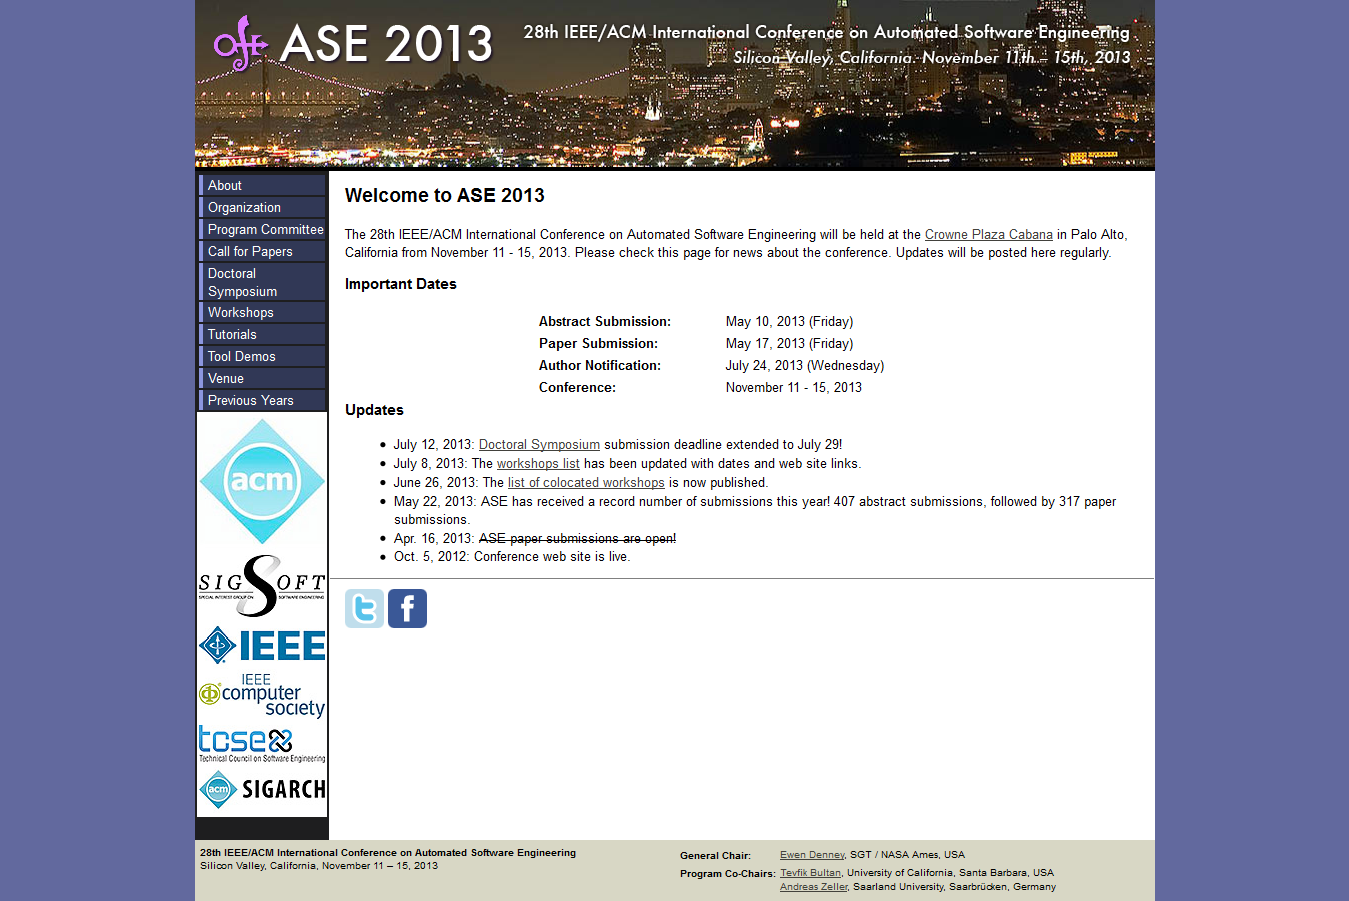 ASE 2013
28th IEEE/ACM International Conference on Automated Software Engineering
Silicon Valley, California. November 11th – 15th, 2013
About
Organization
Program Committee
Call for Papers
Doctoral
Symposium
Workshops
Tutorials
Tool Demos
Venue
Previous Years
acm
SIGSOFT
SPECIAL INTEREST GROUP ON SOFTWARE ENGINEERING
IEEE
IEEE
computer
society
tcse
Technical Council on Software Engineering
acm SIGARCH
Welcome to ASE 2013
The 28th IEEE/ACM International Conference on Automated Software Engineering will be held at the Crowne Plaza Cabana in Palo Alto,
California from November 11 - 15, 2013. Please check this page for news about the conference. Updates will be posted here regularly.
Important Dates
Abstract Submission: May 10, 2013 (Friday)
Paper Submission: May 17, 2013 (Friday)
Author Notification: July 24, 2013 (Wednesday)
Conference: November 11 - 15, 2013
Updates
July 12, 2013: Doctoral Symposium submission deadline extended to July 29!
July 8, 2013: The workshops list has been updated with dates and web site links.
June 26, 2013: The list of colocated workshops is now published.
May 22, 2013: ASE has received a record number of submissions this year! 407 abstract submissions, followed by 317 paper
submissions.
Apr. 16, 2013: ASE paper submissions are open!
Oct. 5, 2012: Conference web site is live.
28th IEEE/ACM International Conference on Automated Software Engineering
Silicon Valley, California, November 11 – 15, 2013
General Chair: Ewen Denney, SGT / NASA Ames, USA
Program Co-Chairs: Tevfik Bultan, University of California, Santa Barbara, USA
Andreas Zeller, Saarland University, Saarbrücken, Germany